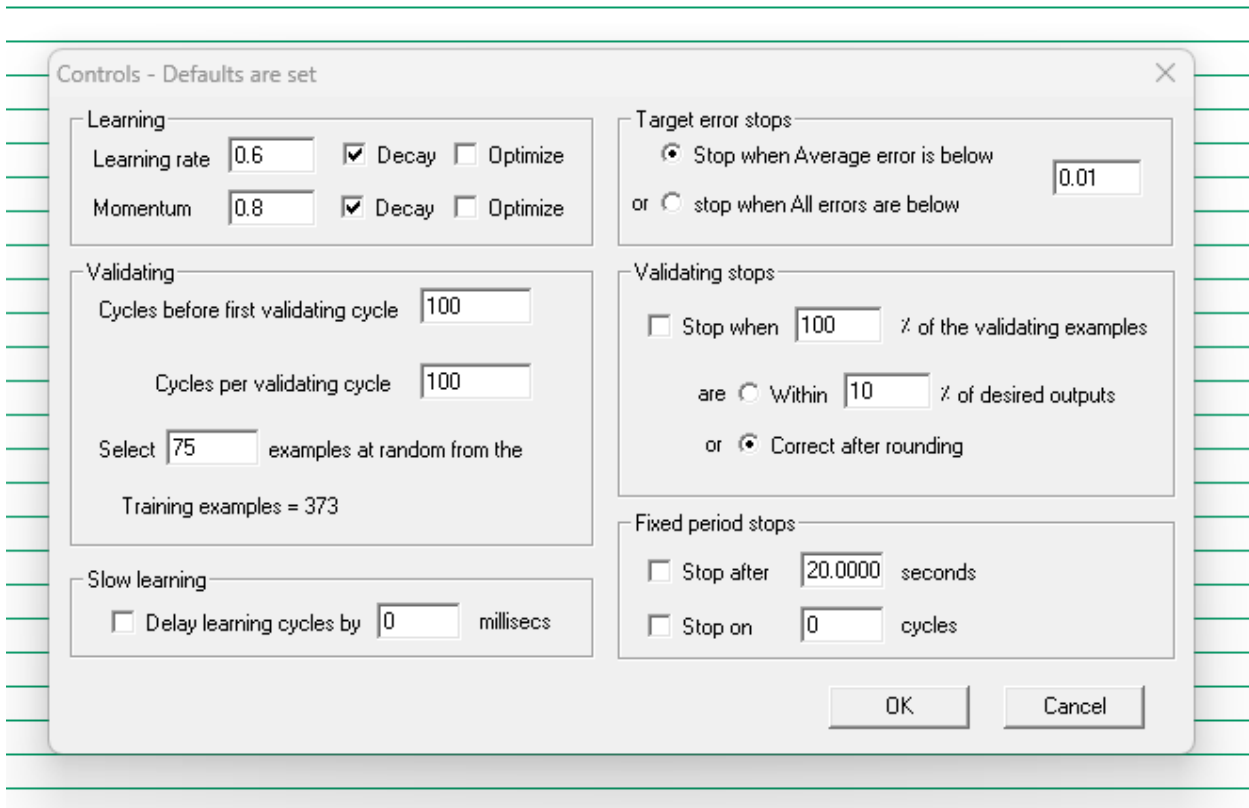 Controls - Defaults are set
Learning
Learning rate 0.6 Decay Optimize
Momentum 0.8 Decay Optimize
Validating
Cycles before first validating cycle 100
Cycles per validating cycle 100
Select 75 examples at random from the
Training examples = 373
Slow learning
Delay learning cycles by 0 millisecs
Target error stops
Stop when Average error is below
0.01
or stop when All errors are below
Validating stops
Stop when 100 % of the validating examples
are Within 10 % of desired outputs
or Correct after rounding
Fixed period stops
Stop after 20.0000 seconds
Stop on 0 cycles
OK Cancel